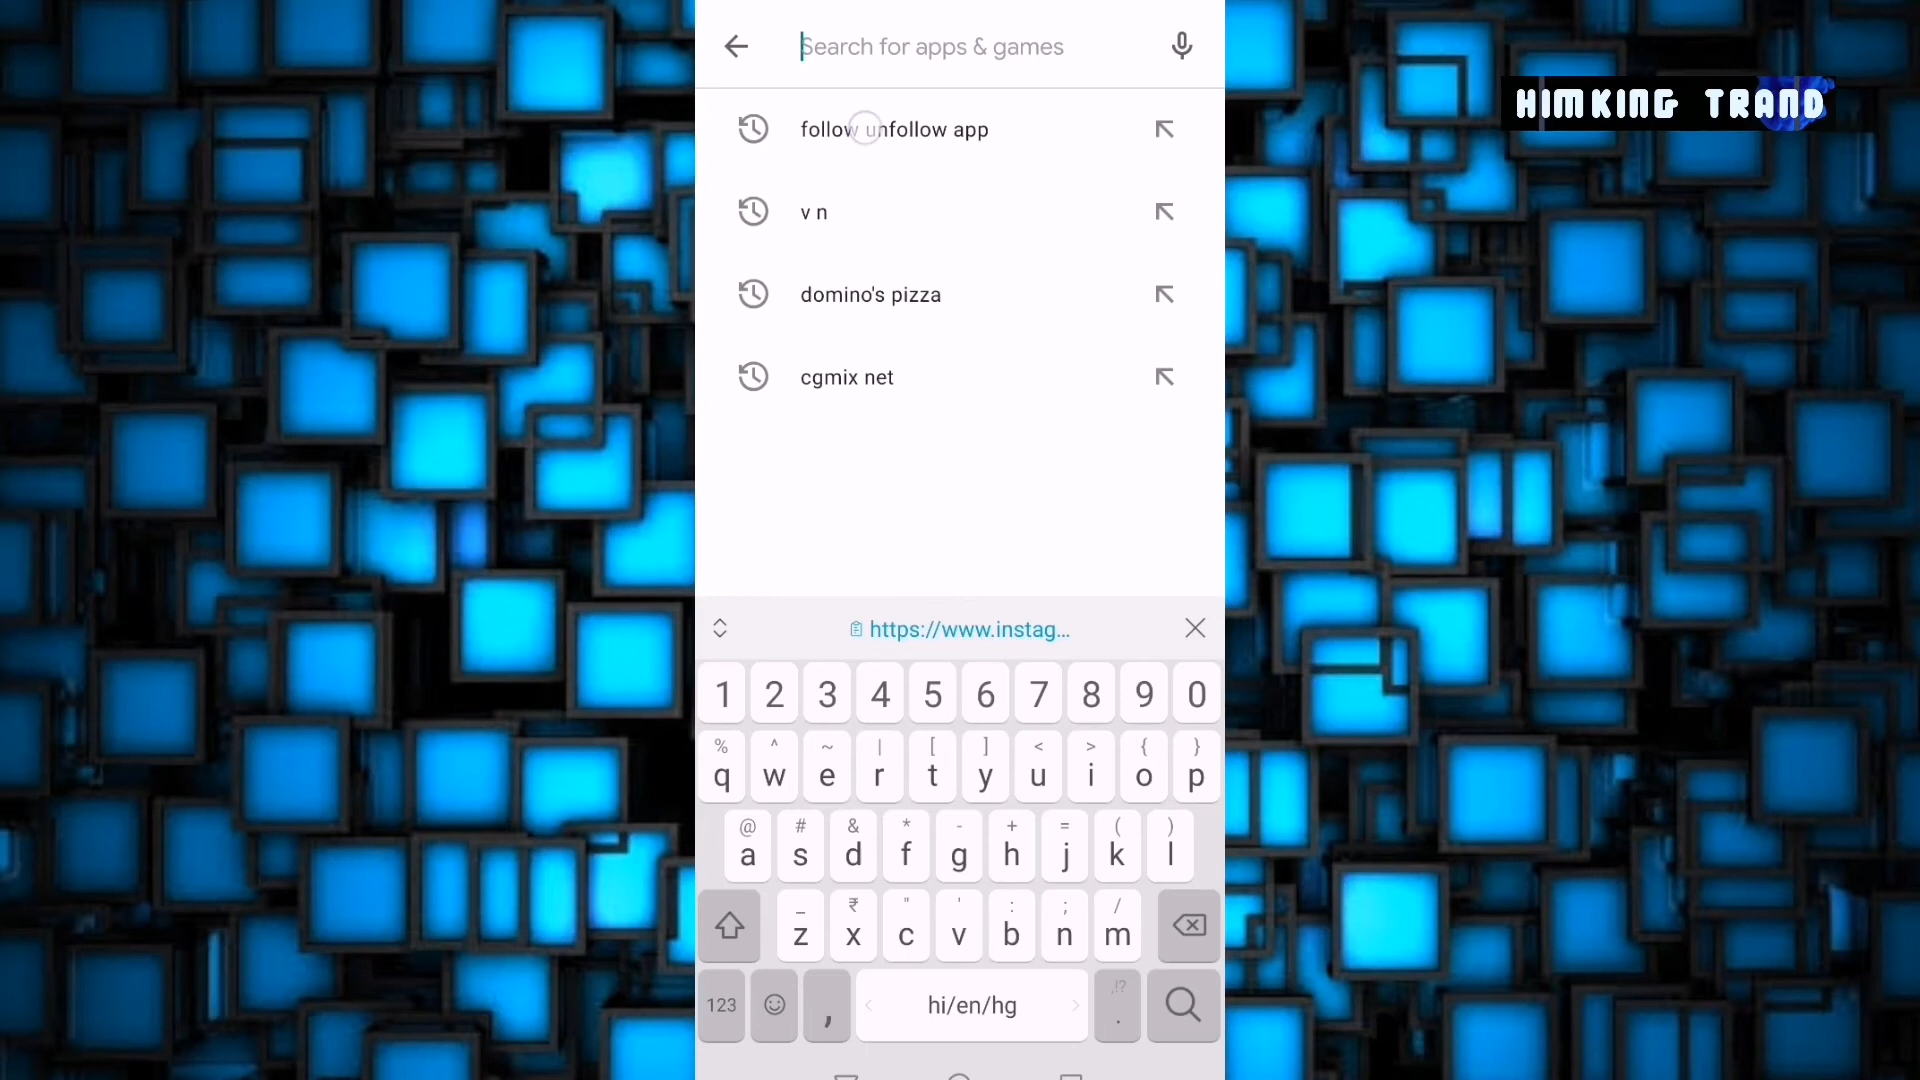 Search for apps & games
HIMKING TRAND
follow unfollow app
v n
domino's pizza
cgmix net
https://www.instag...
1 2 3 4 5 6 7 8 9 0
% ^ ~ | [ ] < > { }
q w e r t y u i o p
@ # & * - + = ( )
a s d f g h j k l
_ ₹ " ' : ; /
z x c v b n m
123 , hi/en/hg ,!? .